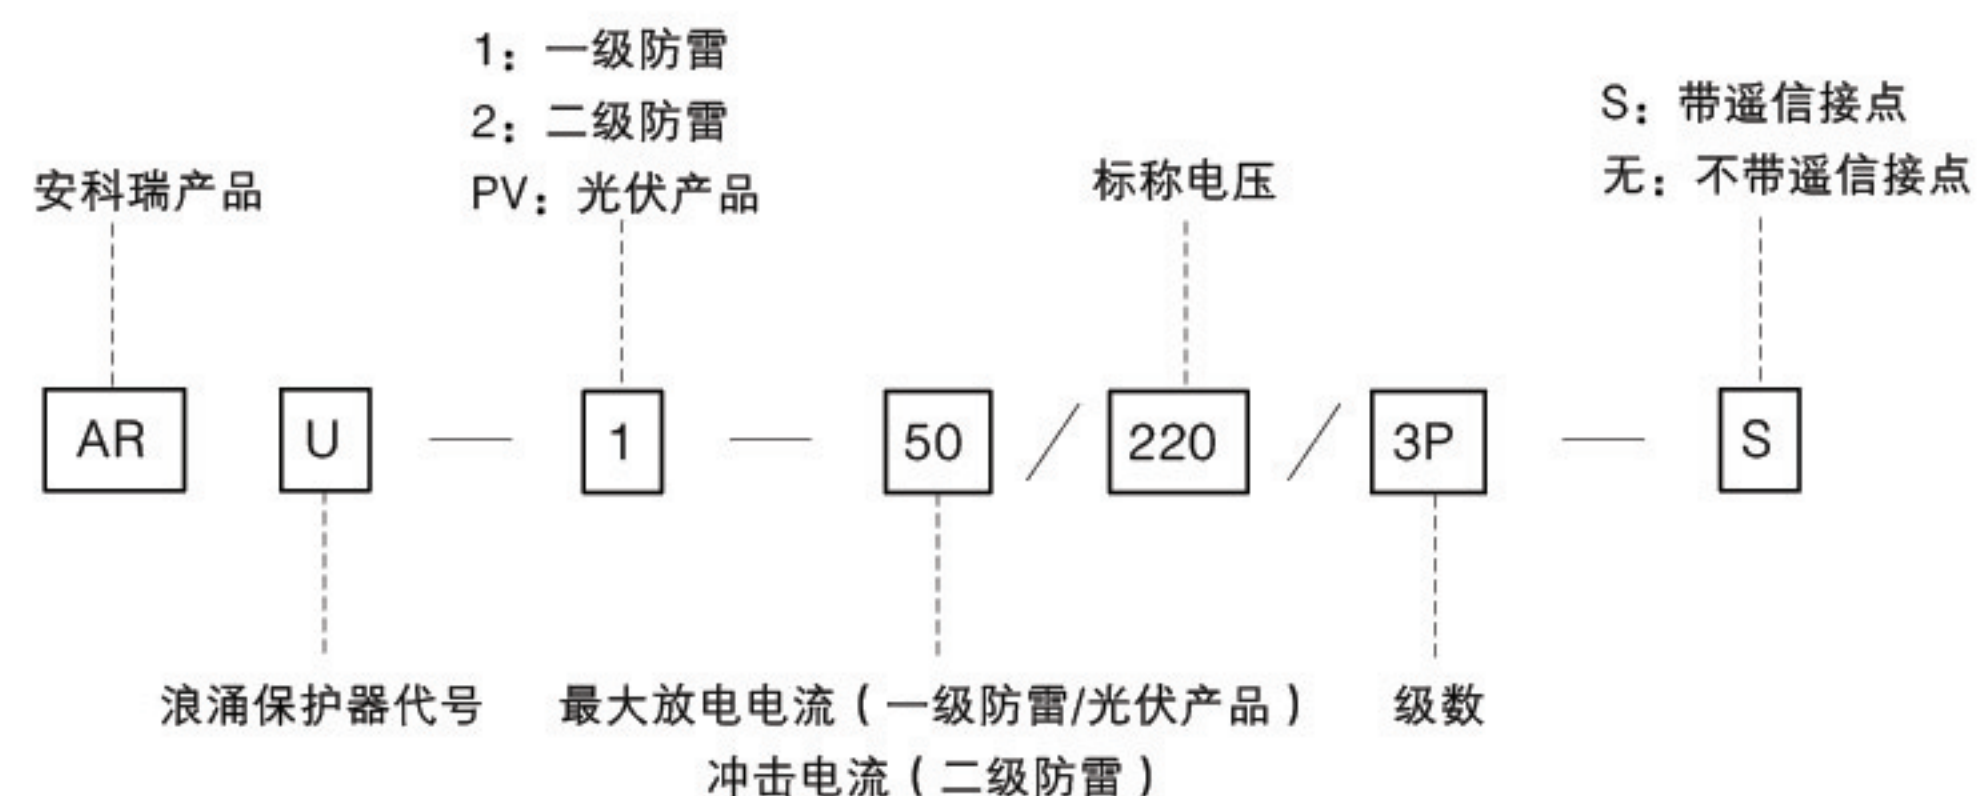 1：一级防雷
2：二级防雷
PV：光伏产品
安科瑞产品
标称电压
S：带遥信接点
无：不带遥信接点
AR U — 1 — 50 / 220 / 3P — S
浪涌保护器代号
最大放电电流（一级防雷/光伏产品）
冲击电流（二级防雷）
级数